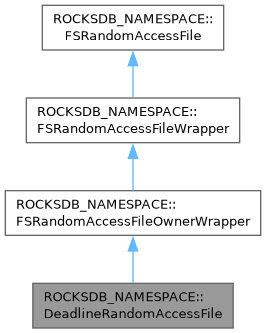 ROCKSDB_NAMESPACE::
FSRandomAccessFile
ROCKSDB_NAMESPACE::
FSRandomAccessFileWrapper
ROCKSDB_NAMESPACE::
FSRandomAccessFileOwnerWrapper
ROCKSDB_NAMESPACE::
DeadlineRandomAccessFile